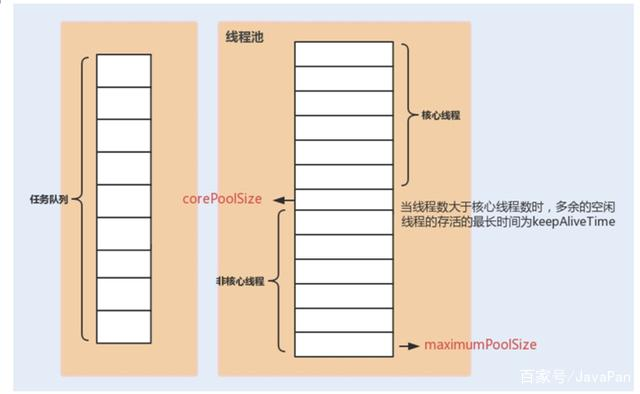 线程池
核心线程
任务队列
corePoolSize
当线程数大于核心线程数时，多余的空闲
线程的存活的最长时间为keepAliveTime
非核心线程
maximumPoolSize
百家号/JavaPan